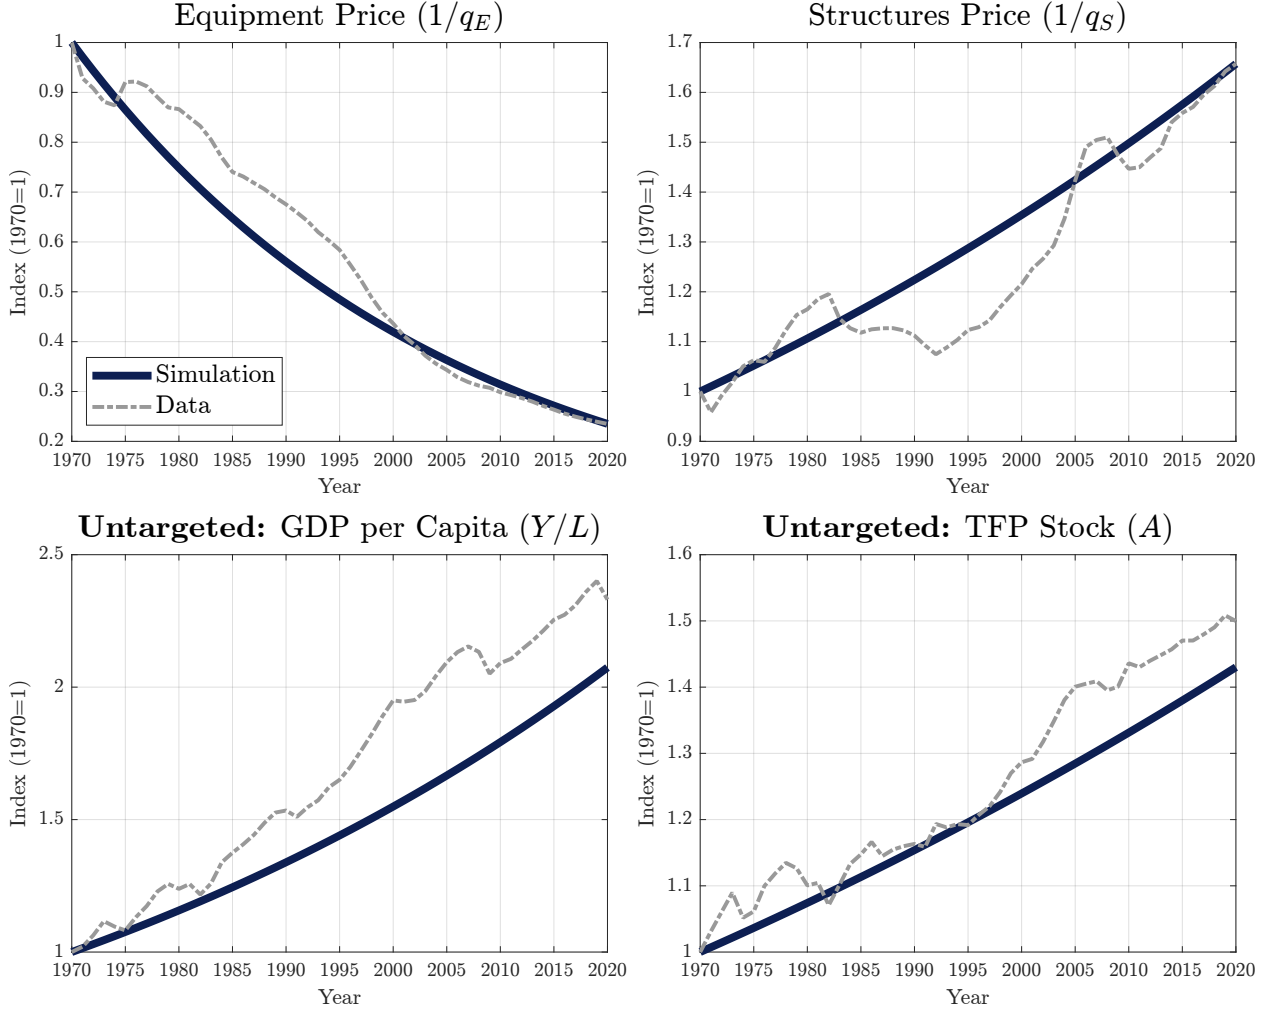 Equipment Price (1/q_E)
Index (1970=1)
1
0.9
0.8
0.7
0.6
0.5
0.4
0.3
0.2
Simulation
Data
1970 1975 1980 1985 1990 1995 2000 2005 2010 2015 2020
Year
Structures Price (1/q_S)
Index (1970=1)
1.7
1.6
1.5
1.4
1.3
1.2
1.1
1
0.9
1970 1975 1980 1985 1990 1995 2000 2005 2010 2015 2020
Year
Untargeted: GDP per Capita (Y/L)
Index (1970=1)
2.5
2
1.5
1
1970 1975 1980 1985 1990 1995 2000 2005 2010 2015 2020
Year
Untargeted: TFP Stock (A)
Index (1970=1)
1.6
1.5
1.4
1.3
1.2
1.1
1
1970 1975 1980 1985 1990 1995 2000 2005 2010 2015 2020
Year